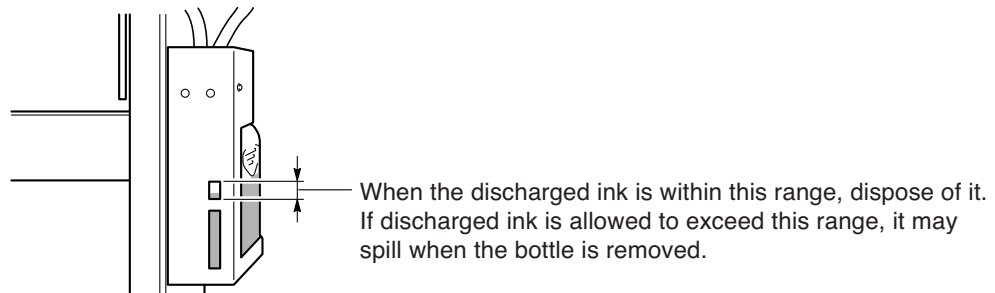 When the discharged ink is within this range, dispose of it.
If discharged ink is allowed to exceed this range, it may
spill when the bottle is removed.